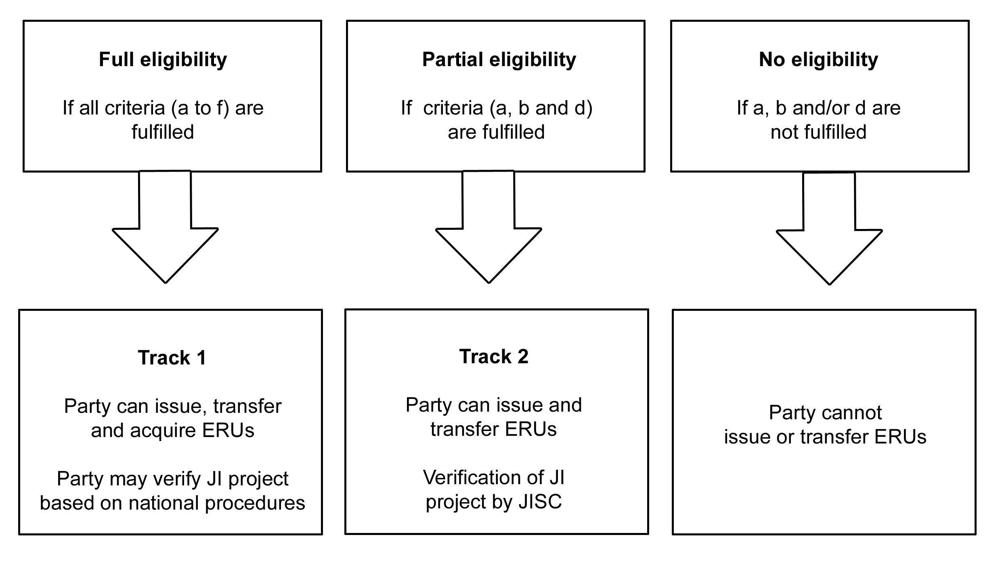 Full eligibility
If all criteria (a to f) are
fulfilled
Partial eligibility
If  criteria (a, b and d)
are fulfilled
No eligibility
If a, b and/or d are
not fulfilled
Track 1
Party can issue, transfer
and acquire ERUs
Party may verify JI project
based on national procedures
Track 2
Party can issue and
transfer ERUs
Verification of JI
project by JISC
Party cannot
issue or transfer ERUs